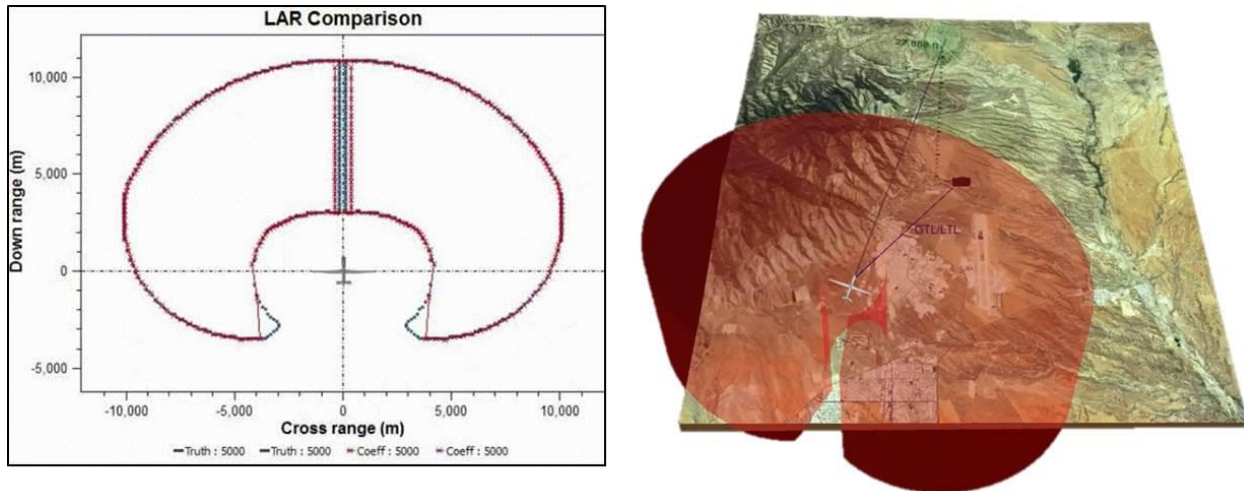 LAR Comparison
10,000
5,000
0
-5,000
Down range (m)
-10,000
-5,000
0
5,000
10,000
Cross range (m)
Truth : 5000
Truth : 5000
Coeff : 5000
Coeff : 5000
GTL/LTL